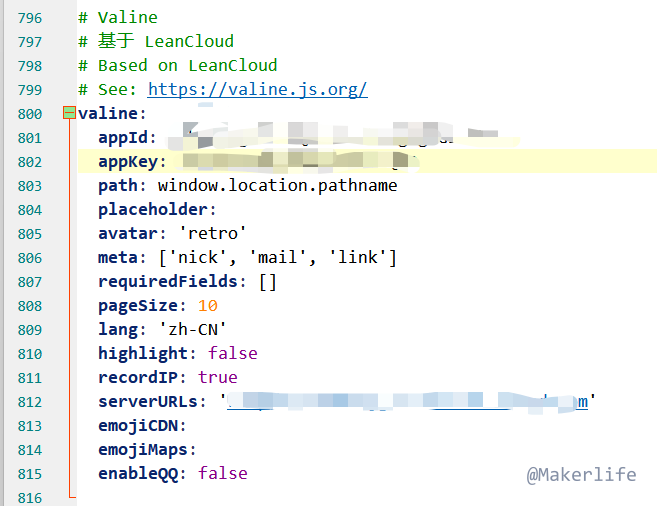 796 # Valine
797 # 基于 LeanCloud
798 # Based on LeanCloud
799 # See: https://valine.js.org/
800 valine:
801 appId:
802 appKey:
803 path: window.location.pathname
804 placeholder:
805 avatar: 'retro'
806 meta: ['nick', 'mail', 'link']
807 requiredFields: []
808 pageSize: 10
809 lang: 'zh-CN'
810 highlight: false
811 recordIP: true
812 serverURLs: '
813 emojiCDN:
814 emojiMaps:
815 enableQQ: false
816
@Makerlife